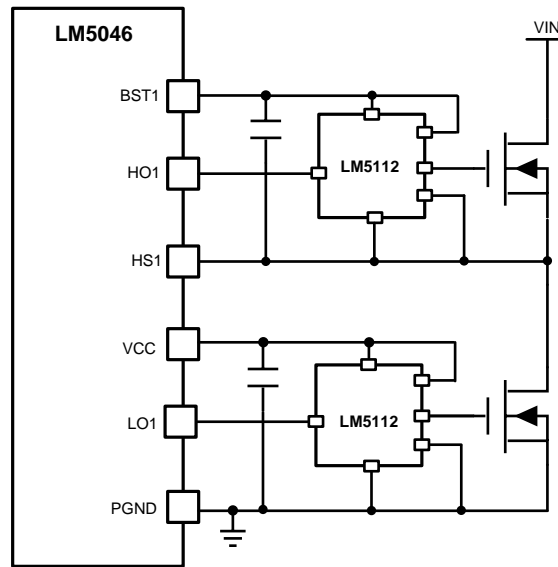 LM5046
VIN
BST1
LM5112
HO1
HS1
VCC
LM5112
LO1
PGND